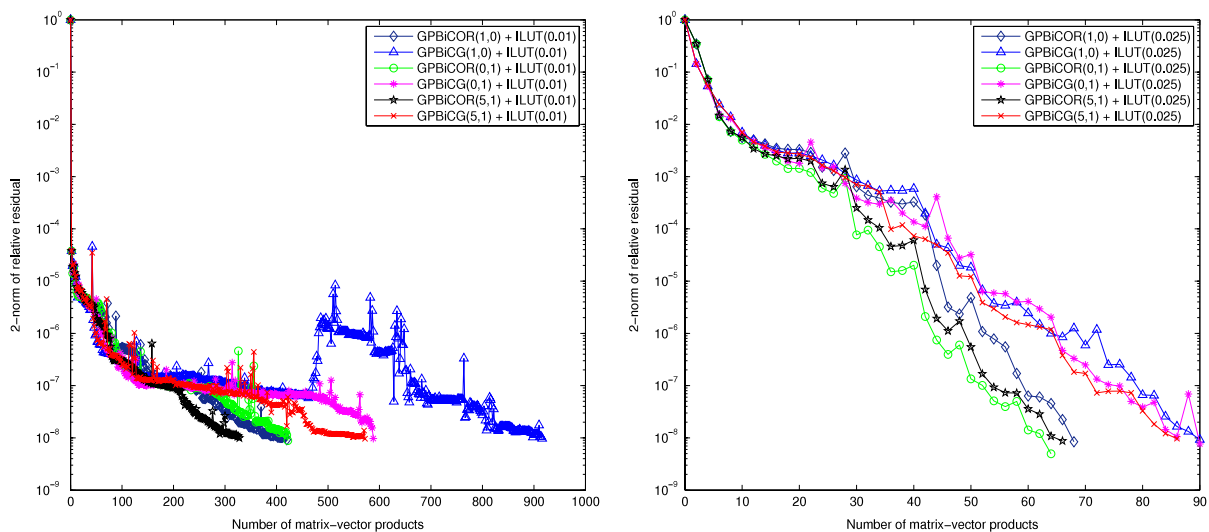 10^0
10^-1
10^-2
10^-3
10^-4
10^-5
10^-6
10^-7
10^-8
10^-9
2-norm of relative residual
0 100 200 300 400 500 600 700 800 900 1000
Number of matrix-vector products
GPBiCOR(1,0) + ILUT(0.01)
GPBiCG(1,0) + ILUT(0.01)
GPBiCOR(0,1) + ILUT(0.01)
GPBiCG(0,1) + ILUT(0.01)
GPBiCOR(5,1) + ILUT(0.01)
GPBiCG(5,1) + ILUT(0.01)
10^0
10^-1
10^-2
10^-3
10^-4
10^-5
10^-6
10^-7
10^-8
10^-9
2-norm of relative residual
0 10 20 30 40 50 60 70 80 90
Number of matrix-vector products
GPBiCOR(1,0) + ILUT(0.025)
GPBiCG(1,0) + ILUT(0.025)
GPBiCOR(0,1) + ILUT(0.025)
GPBiCG(0,1) + ILUT(0.025)
GPBiCOR(5,1) + ILUT(0.025)
GPBiCG(5,1) + ILUT(0.025)